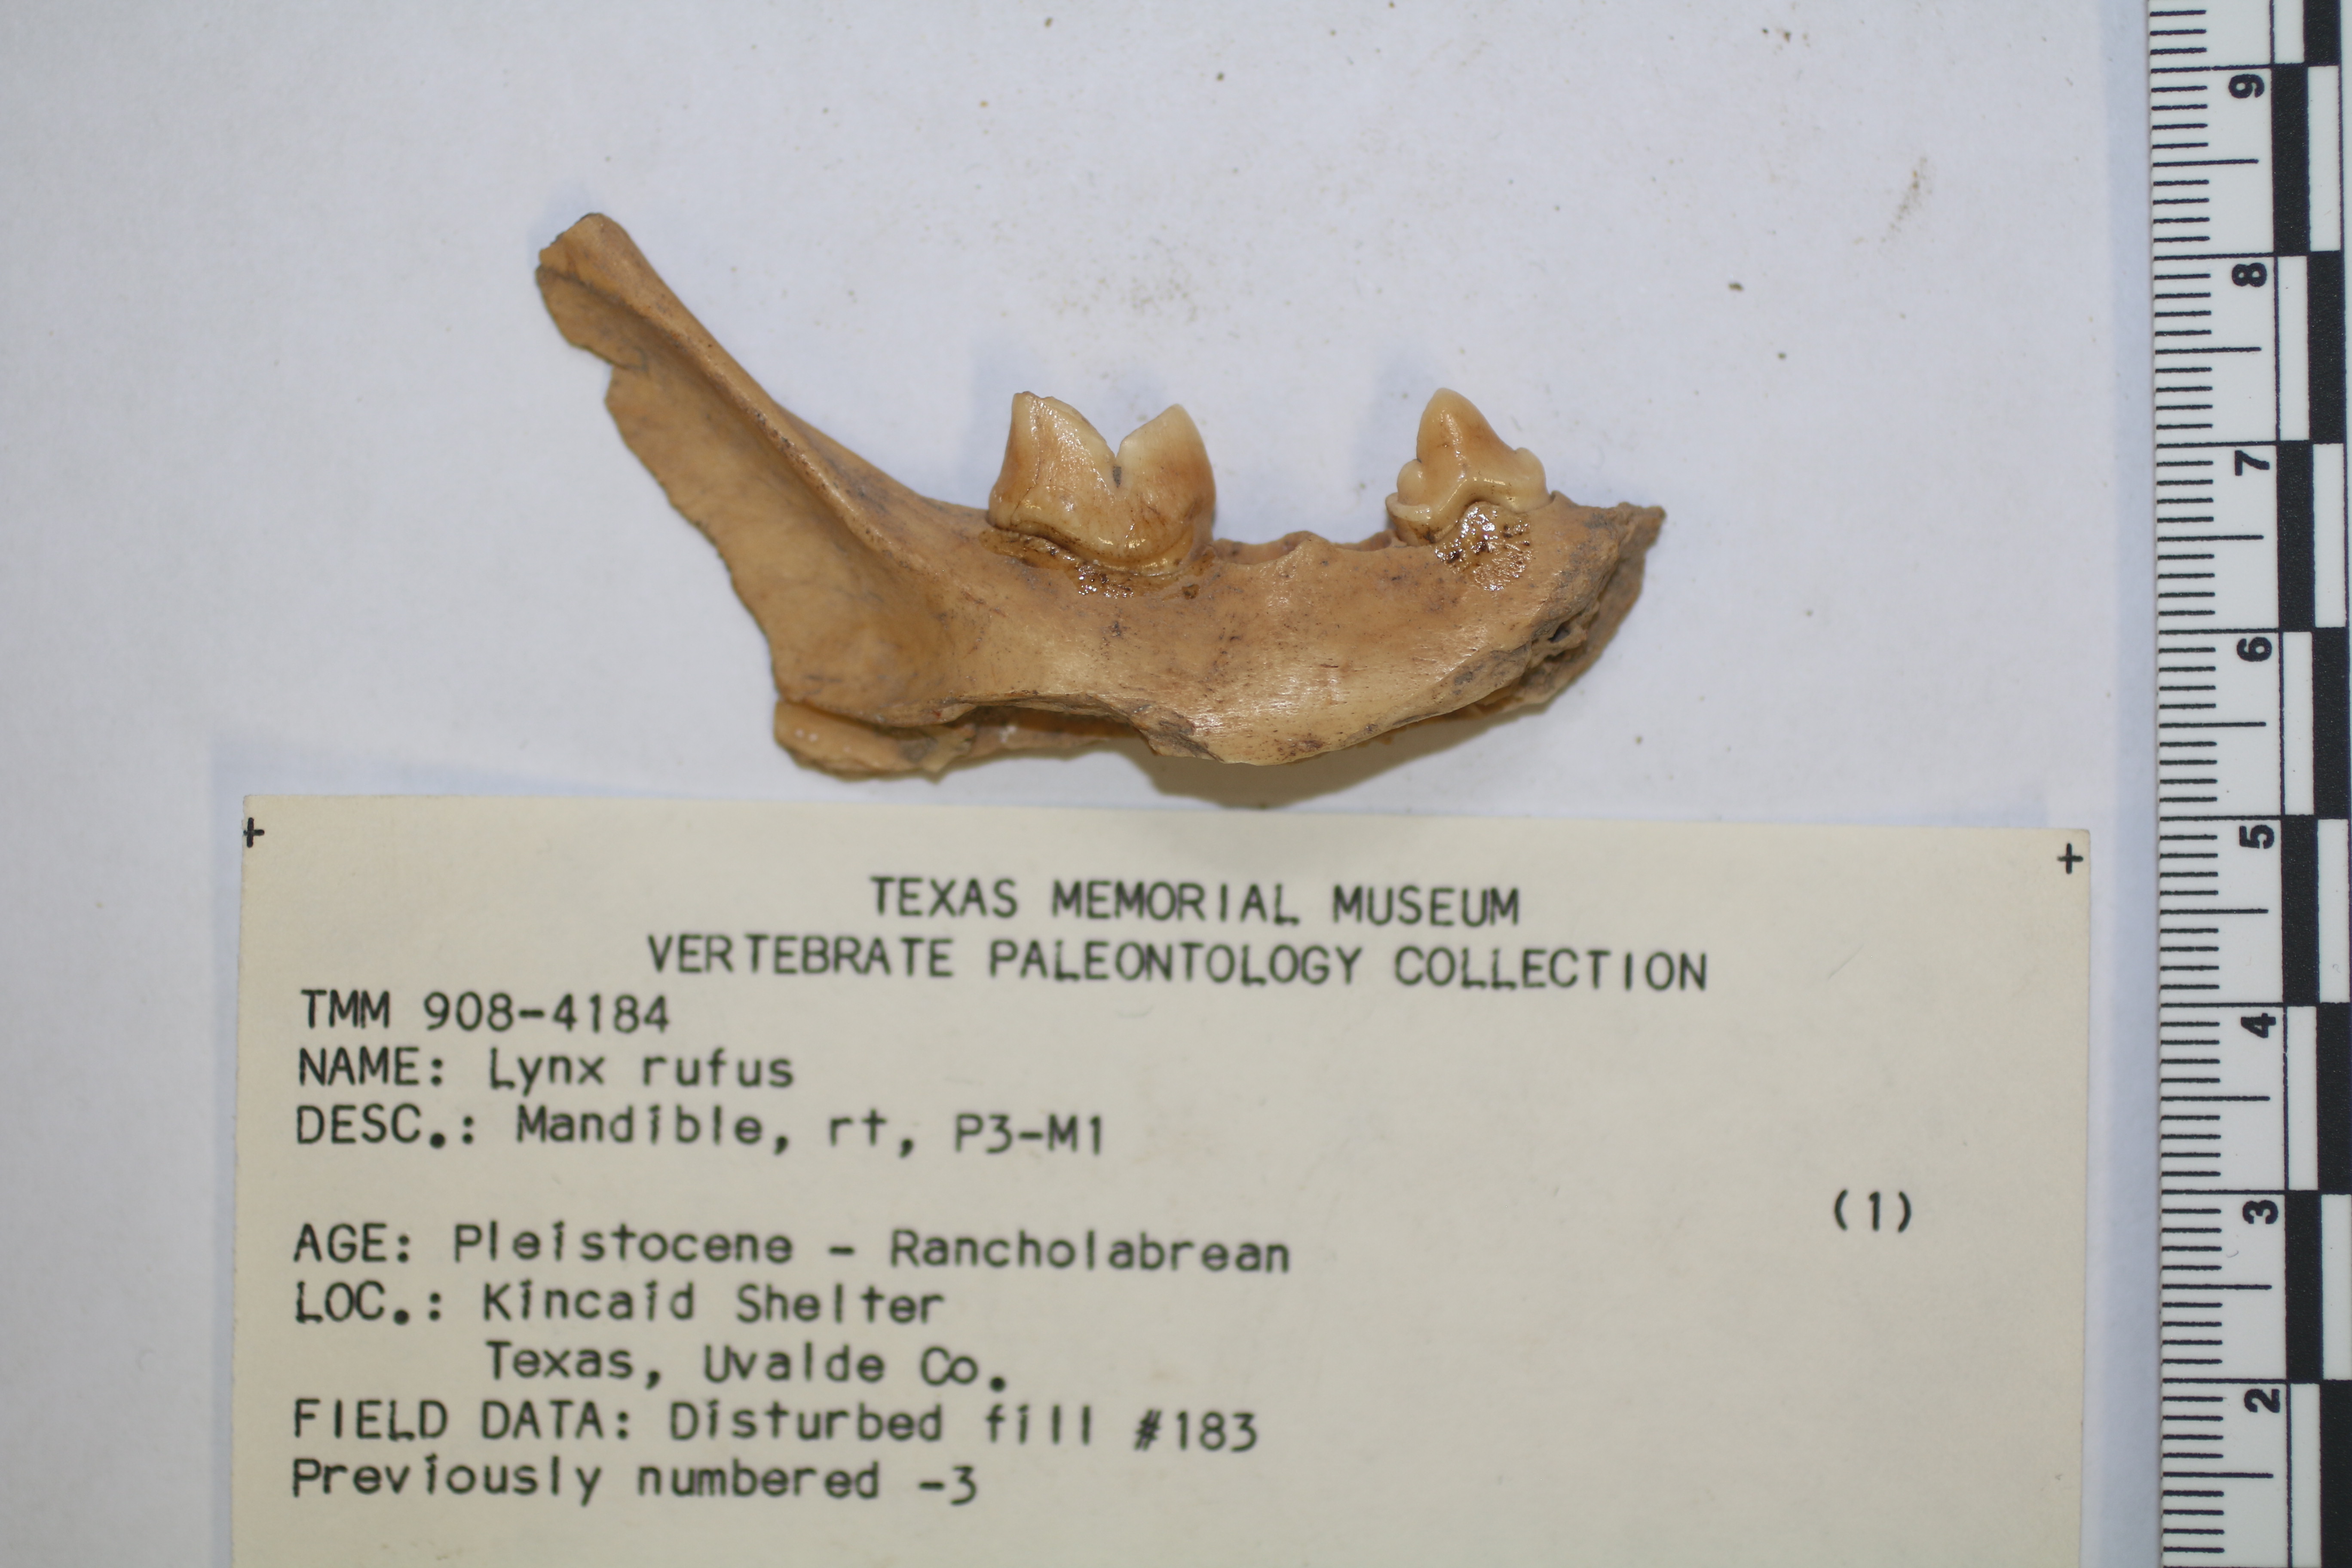 TEXAS MEMORIAL MUSEUM
VERTEBRATE PALEONTOLOGY COLLECTION
TMM 908-4184
NAME: Lynx rufus
DESC.: Mandible, rt, P3-M1
(1)
AGE: Pleistocene - Rancholabrean
LOC.: Kincaid Shelter
Texas, Uvalde Co.
FIELD DATA: Disturbed fill #183
Previously numbered -3
9
8
7
6
5
4
3
2